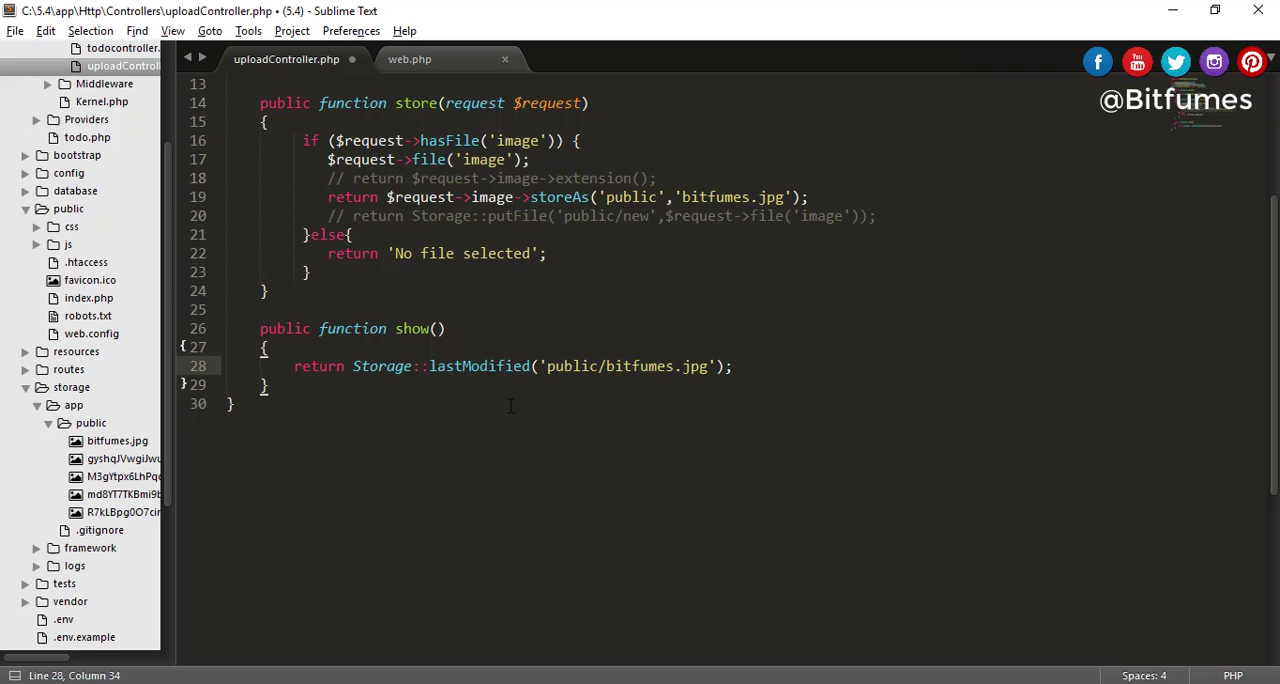 C:\5.4\app\Http\Controllers\uploadController.php • (5.4) - Sublime Text
File Edit Selection Find View Goto Tools Project Preferences Help
todocontroller.
uploadControl
Middleware
Kernel.php
Providers
todo.php
bootstrap
config
database
public
css
js
.htaccess
favicon.ico
index.php
robots.txt
web.config
resources
routes
storage
app
public
bitfumes.jpg
gyshqJVwgiJwu
M3gYtpx6LhPqc
md8YT7TKBmi9b
R7kLBpg0O7cir
.gitignore
framework
logs
tests
vendor
.env
.env.example
uploadController.php web.php
@Bitfumes
13
14 public function store(request $request)
15 {
16 if ($request->hasFile('image')) {
17 $request->file('image');
18 // return $request->image->extension();
19 return $request->image->storeAs('public','bitfumes.jpg');
20 // return Storage::putFile('public/new',$request->file('image'));
21 }else{
22 return 'No file selected';
23 }
24 }
25
26 public function show()
27 {
28 return Storage::lastModified('public/bitfumes.jpg');
29 }
30 }
Line 28, Column 34 Spaces: 4 PHP